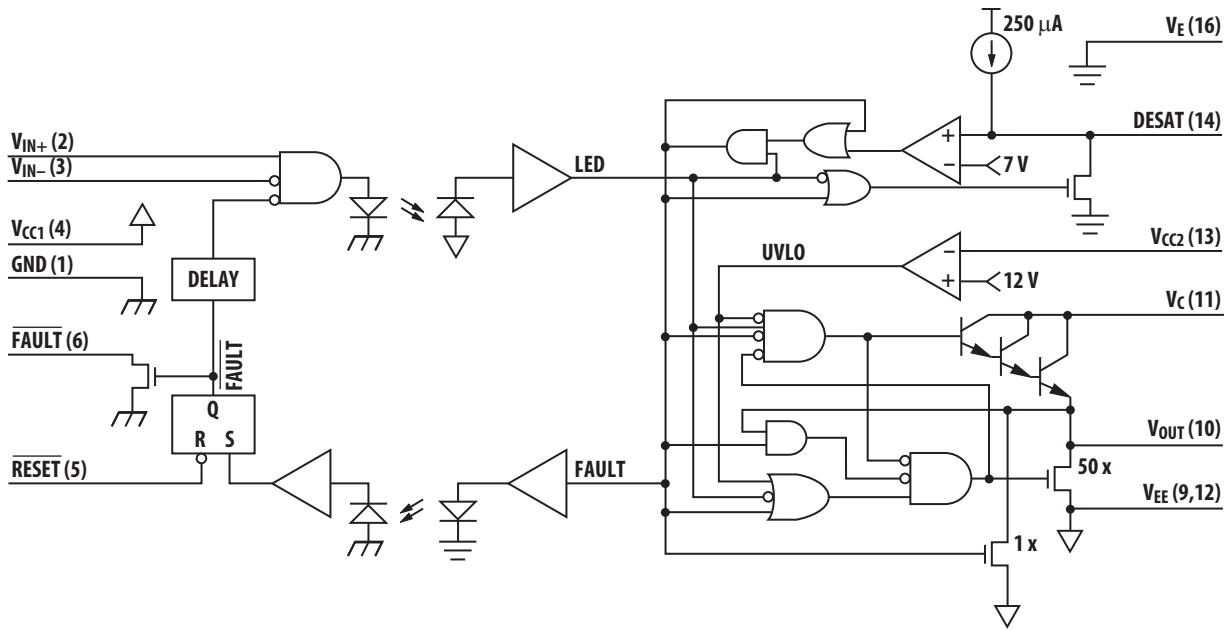 250 μA
V_E (16)
V_IN+ (2)
V_IN– (3)
LED
DESAT (14)
+
–
7 V
V_CC1 (4)
GND (1)
DELAY
UVLO
V_CC2 (13)
–
+
12 V
V_C (11)
FAULT (6)
FAULT
Q
R S
RESET (5)
FAULT
V_OUT (10)
50 x
V_EE (9,12)
1 x